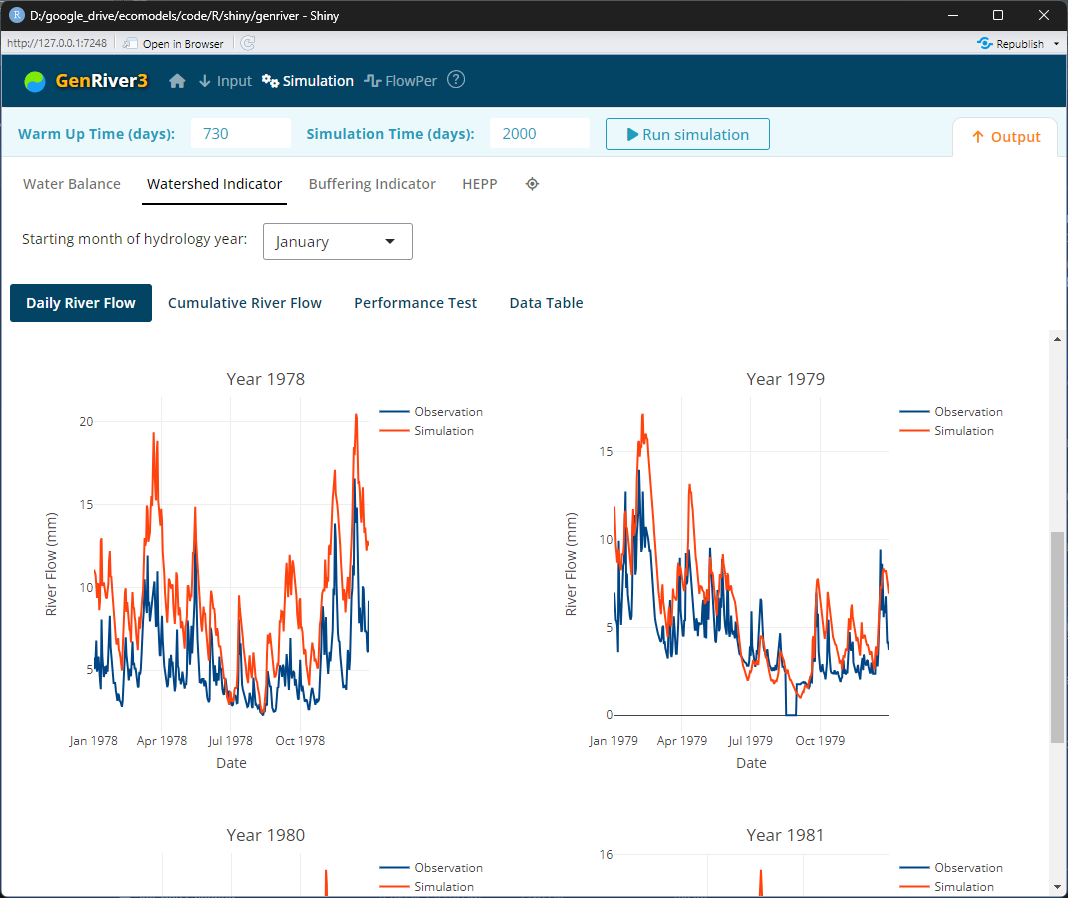 D:/google_drive/ecomodels/code/R/shiny/genriver - Shiny
http://127.0.0.1:7248 Open in Browser Republish
GenRiver3 Input Simulation FlowPer ?
Warm Up Time (days): 730 Simulation Time (days): 2000 Run simulation Output
Water Balance Watershed Indicator Buffering Indicator HEPP
Starting month of hydrology year: January
Daily River Flow Cumulative River Flow Performance Test Data Table
Year 1978
Observation
Simulation
20
15
10
5
River Flow (mm)
Jan 1978 Apr 1978 Jul 1978 Oct 1978
Date
Year 1979
Observation
Simulation
15
10
5
0
River Flow (mm)
Jan 1979 Apr 1979 Jul 1979 Oct 1979
Date
Year 1980
Observation
Simulation
Year 1981
16
Observation
Simulation